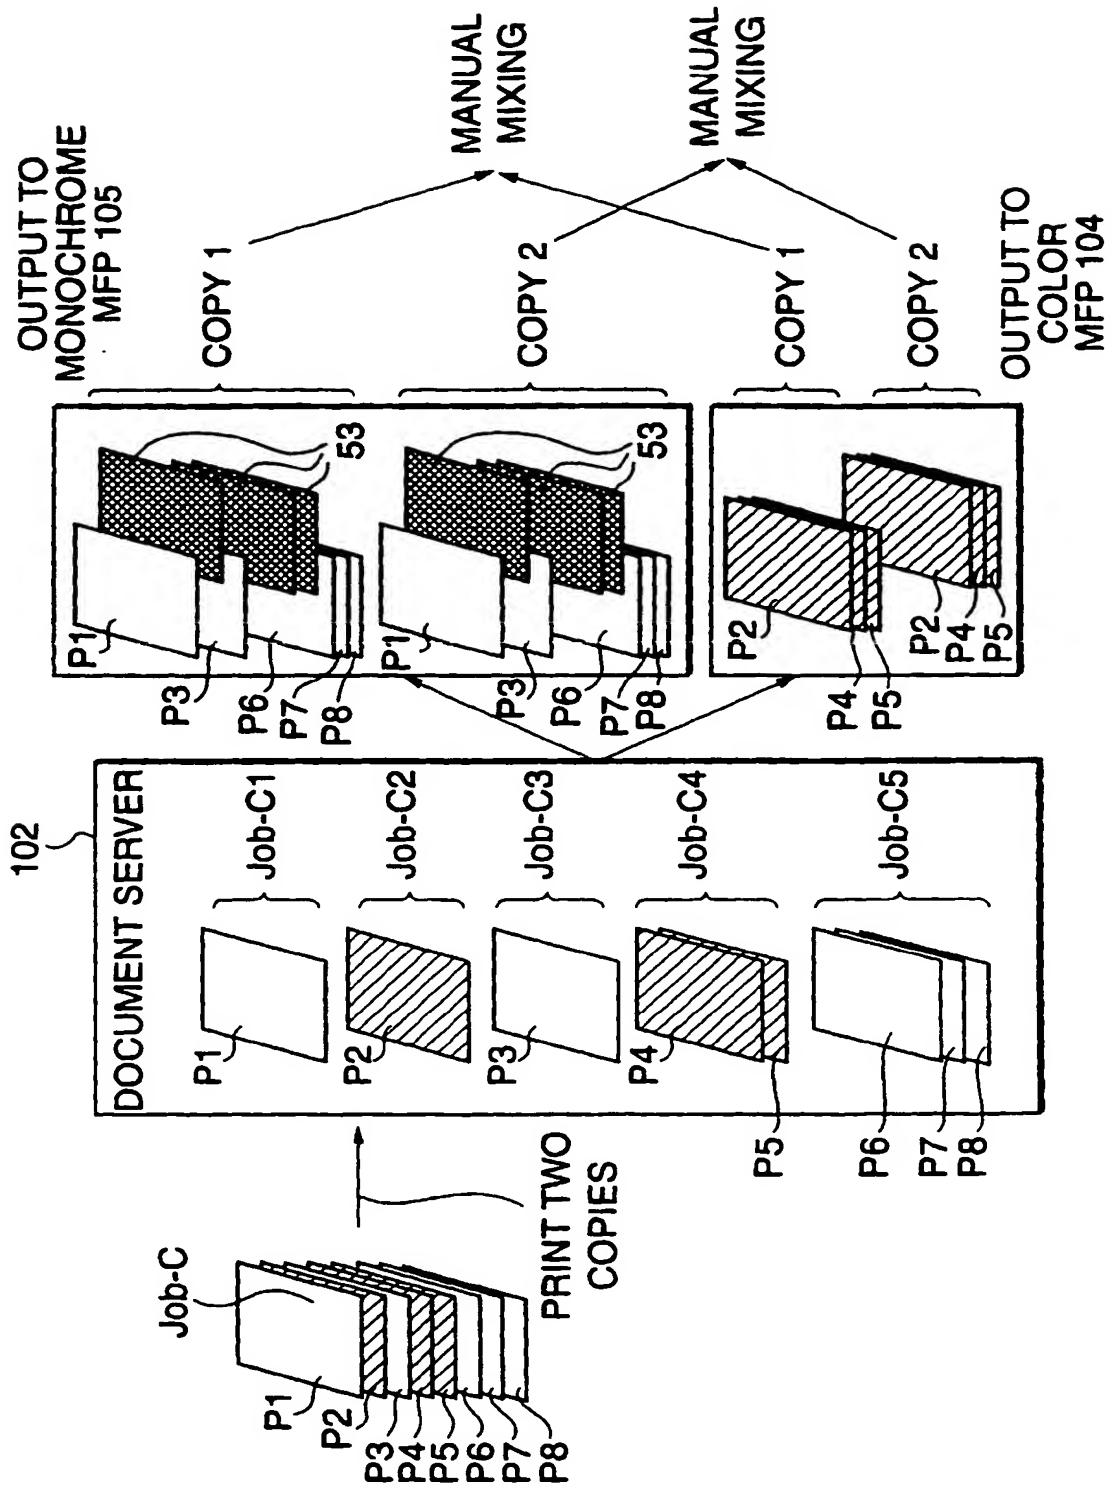 Job-C
P1
P2
P3
P4
P5
P6
P7
P8
PRINT TWO
COPIES
102
DOCUMENT SERVER
P1
Job-C1
P2
Job-C2
P3
Job-C3
P4
P5
Job-C4
P6
P7
P8
Job-C5
OUTPUT TO
MONOCHROME
MFP 105
P1
P3
P6
P7
P8
53
COPY 1
P1
P3
P6
P7
P8
53
COPY 2
P2
P4
P5
COPY 1
P2
P4
P5
COPY 2
OUTPUT TO
COLOR
MFP 104
MANUAL
MIXING
MANUAL
MIXING